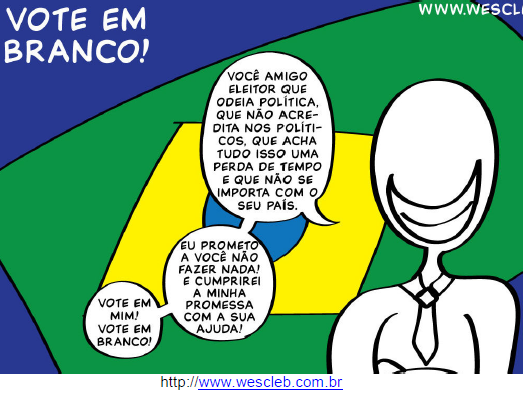 VOTE EM
BRANCO!
WWW.WESCLEB
VOCÊ AMIGO
ELEITOR QUE
ODEIA POLÍTICA,
QUE NÃO ACRE-
DITA NOS POLÍTI-
COS, QUE ACHA
TUDO ISSO UMA
PERDA DE TEMPO
E QUE NÃO SE
IMPORTA COM O
SEU PAÍS.
EU PROMETO
A VOCÊ NÃO
FAZER NADA!
E CUMPRIREI
A MINHA
PROMESSA
COM A SUA
AJUDA!
VOTE EM
MIM!
VOTE EM
BRANCO!
http://www.wescleb.com.br